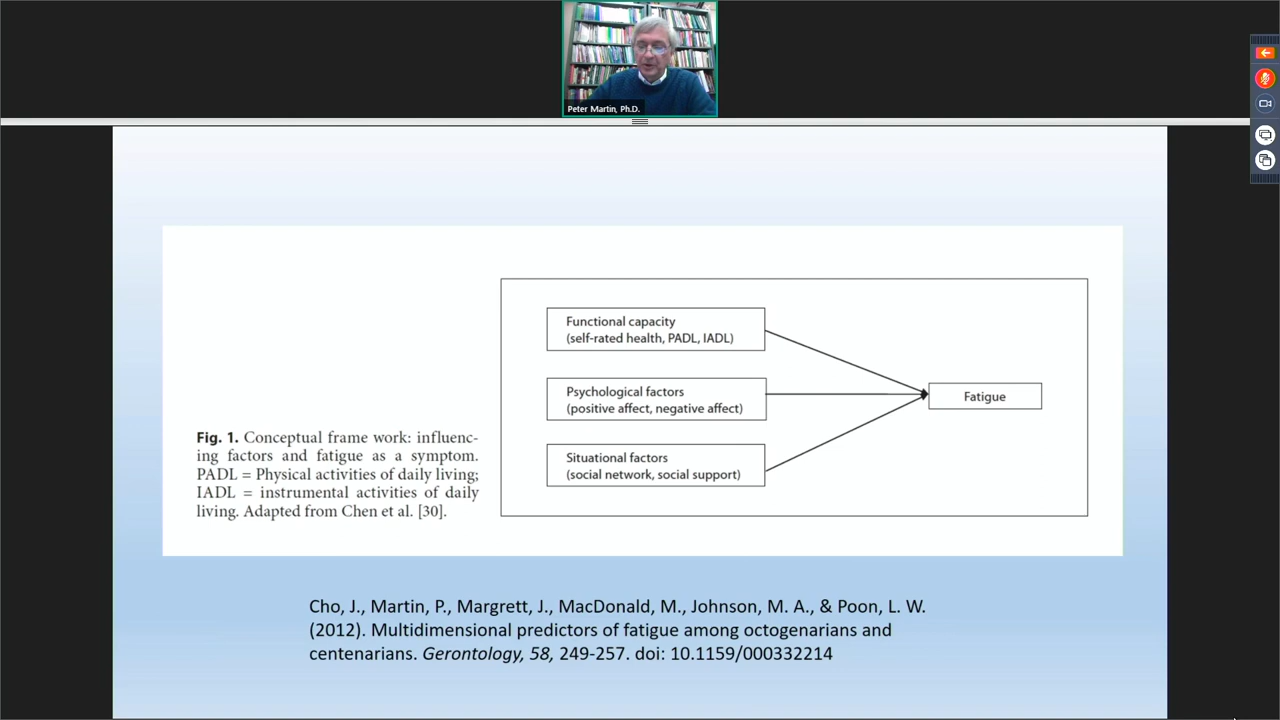 Peter Martin, Ph.D.
Functional capacity
(self-rated health, PADL, IADL)
Psychological factors
(positive affect, negative affect)
Situational factors
(social network, social support)
Fatigue
Fig. 1. Conceptual frame work: influenc-
ing factors and fatigue as a symptom.
PADL = Physical activities of daily living;
IADL = instrumental activities of daily
living. Adapted from Chen et al. [30].
Cho, J., Martin, P., Margrett, J., MacDonald, M., Johnson, M. A., & Poon, L. W.
(2012). Multidimensional predictors of fatigue among octogenarians and
centenarians. Gerontology, 58, 249-257. doi: 10.1159/000332214